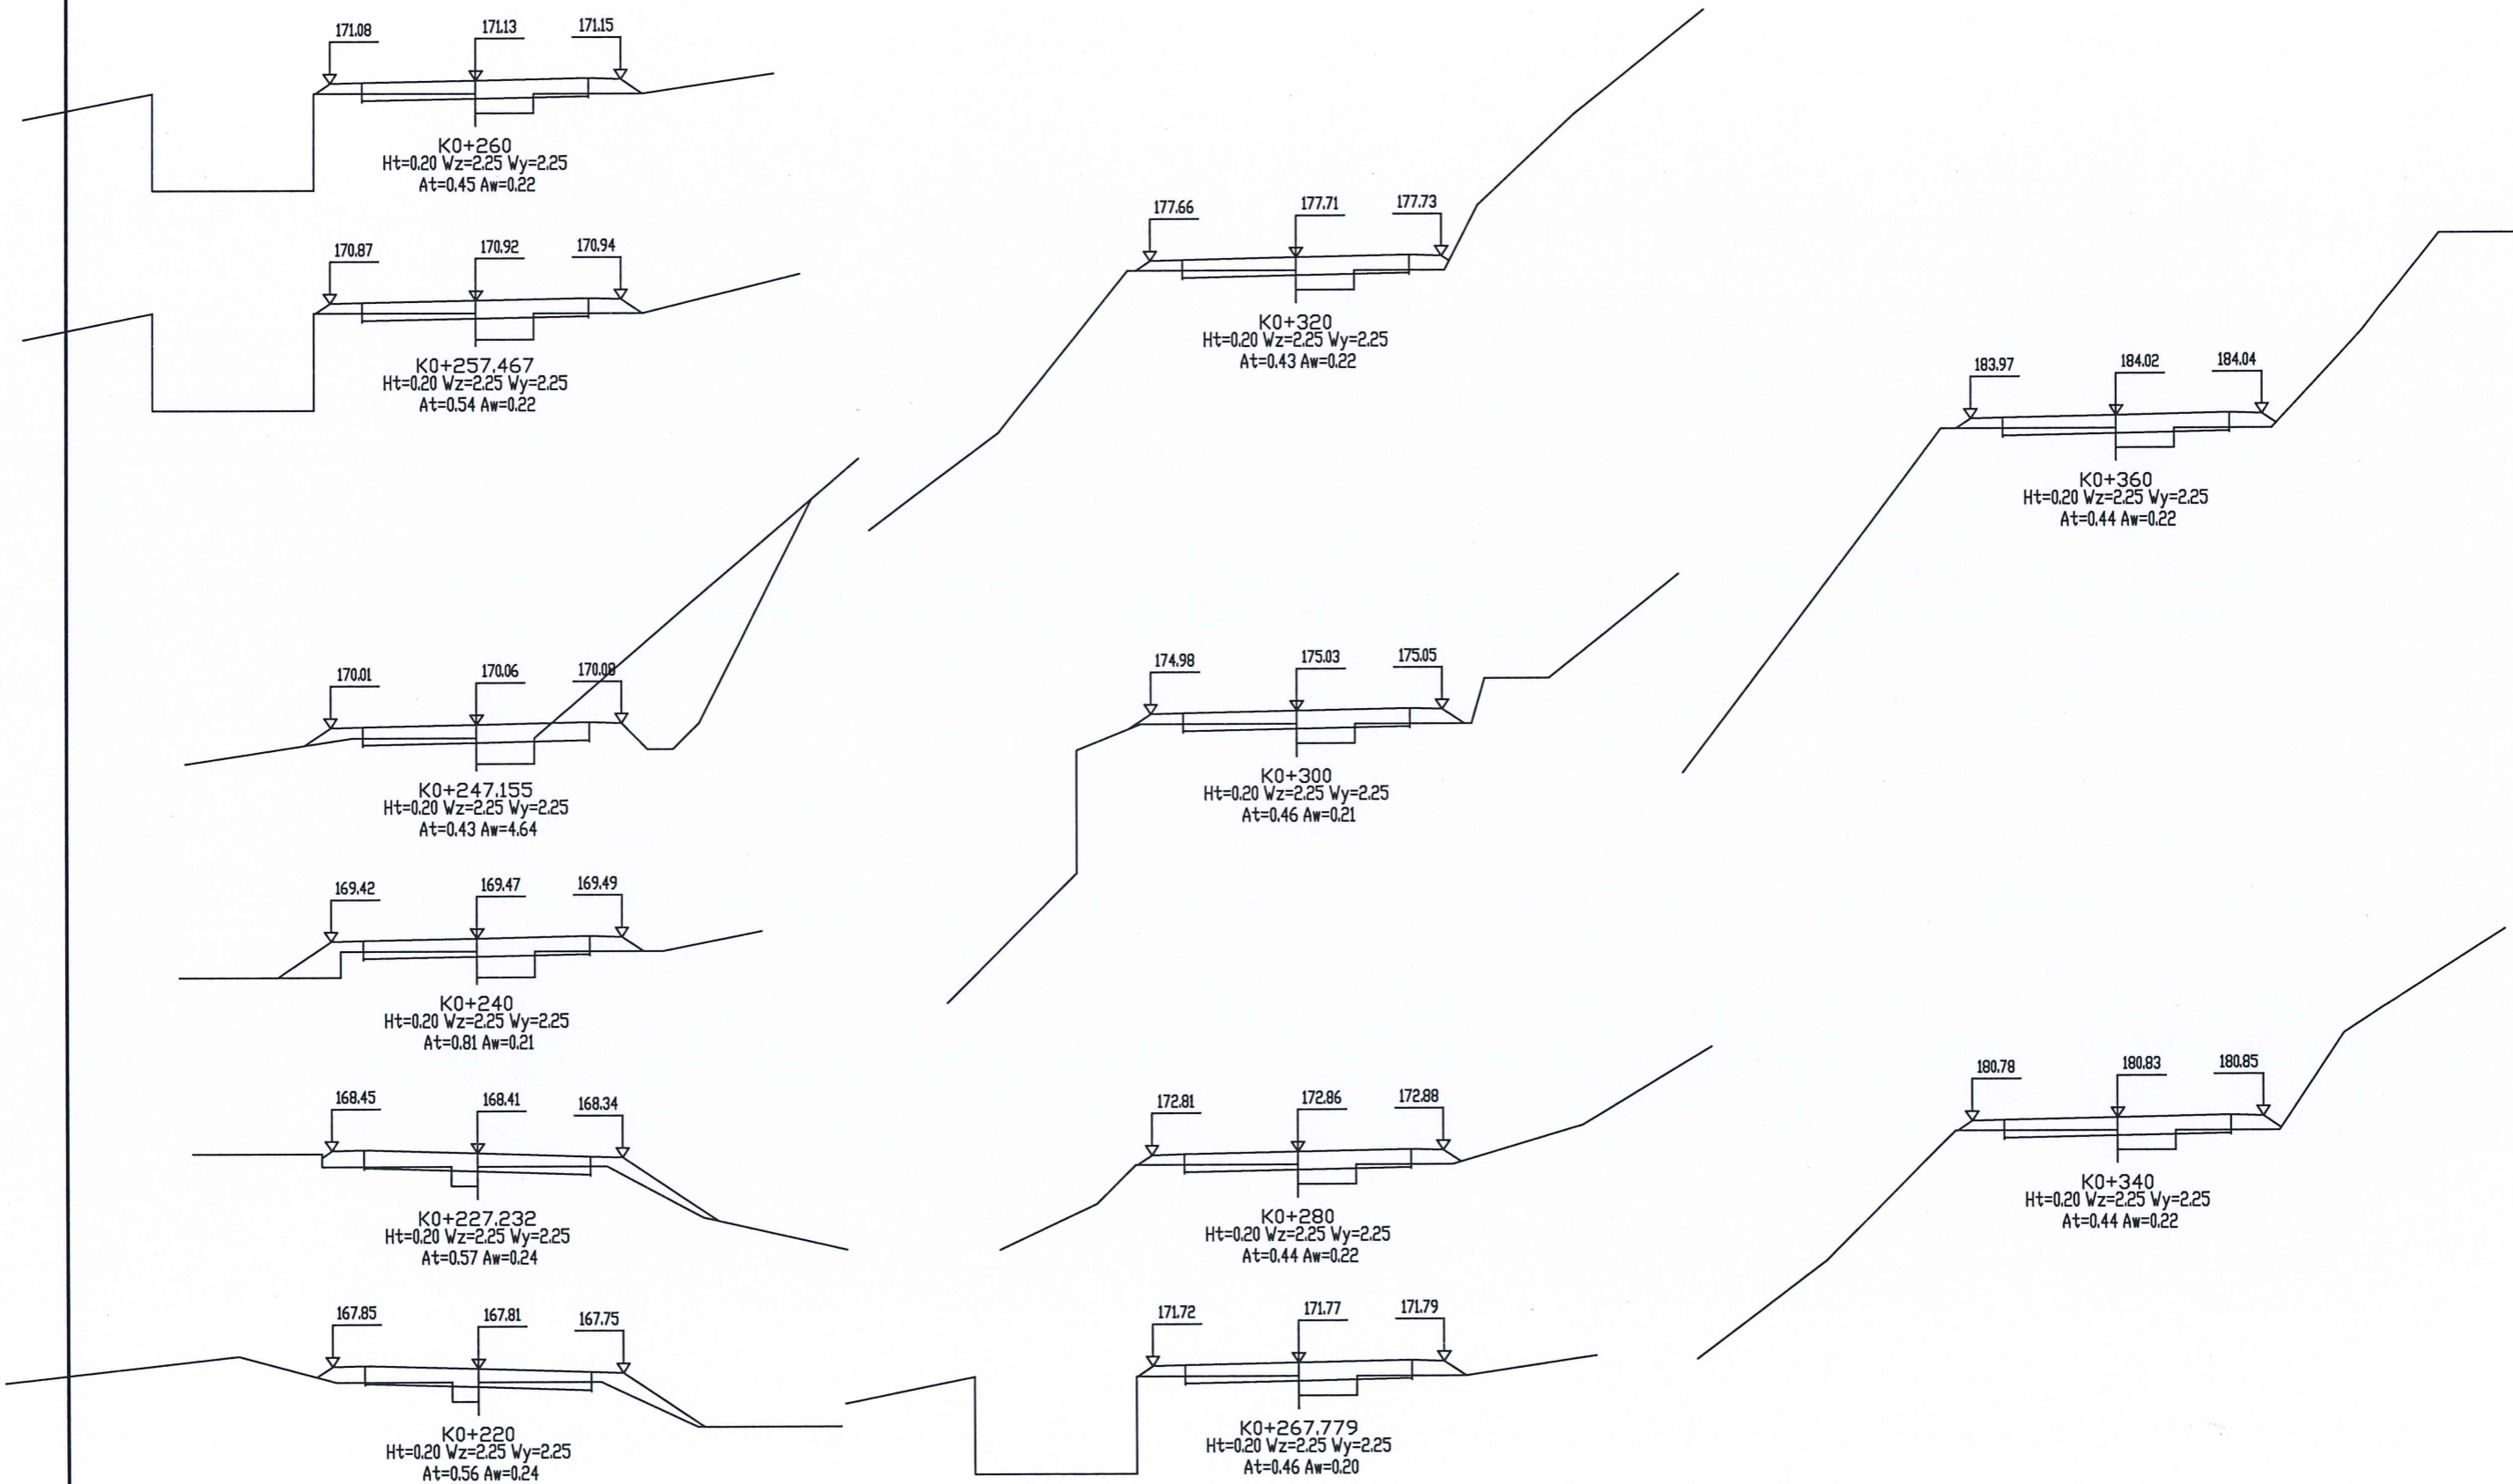 171.08 171.13 171.15
K0+260
Ht=0.20 Wz=2.25 Wy=2.25
At=0.45 Aw=0.22
170.87 170.92 170.94
K0+257.467
Ht=0.20 Wz=2.25 Wy=2.25
At=0.54 Aw=0.22
170.01 170.06 170.08
K0+247.155
Ht=0.20 Wz=2.25 Wy=2.25
At=0.43 Aw=4.64
169.42 169.47 169.49
K0+240
Ht=0.20 Wz=2.25 Wy=2.25
At=0.81 Aw=0.21
168.45 168.41 168.34
K0+227.232
Ht=0.20 Wz=2.25 Wy=2.25
At=0.57 Aw=0.24
167.85 167.81 167.75
K0+220
Ht=0.20 Wz=2.25 Wy=2.25
At=0.56 Aw=0.24
177.66 177.71 177.73
K0+320
Ht=0.20 Wz=2.25 Wy=2.25
At=0.43 Aw=0.22
174.98 175.03 175.05
K0+300
Ht=0.20 Wz=2.25 Wy=2.25
At=0.46 Aw=0.21
172.81 172.86 172.88
K0+280
Ht=0.20 Wz=2.25 Wy=2.25
At=0.44 Aw=0.22
171.72 171.77 171.79
K0+267.779
Ht=0.20 Wz=2.25 Wy=2.25
At=0.46 Aw=0.20
183.97 184.02 184.04
K0+360
Ht=0.20 Wz=2.25 Wy=2.25
At=0.44 Aw=0.22
180.78 180.83 180.85
K0+340
Ht=0.20 Wz=2.25 Wy=2.25
At=0.44 Aw=0.22